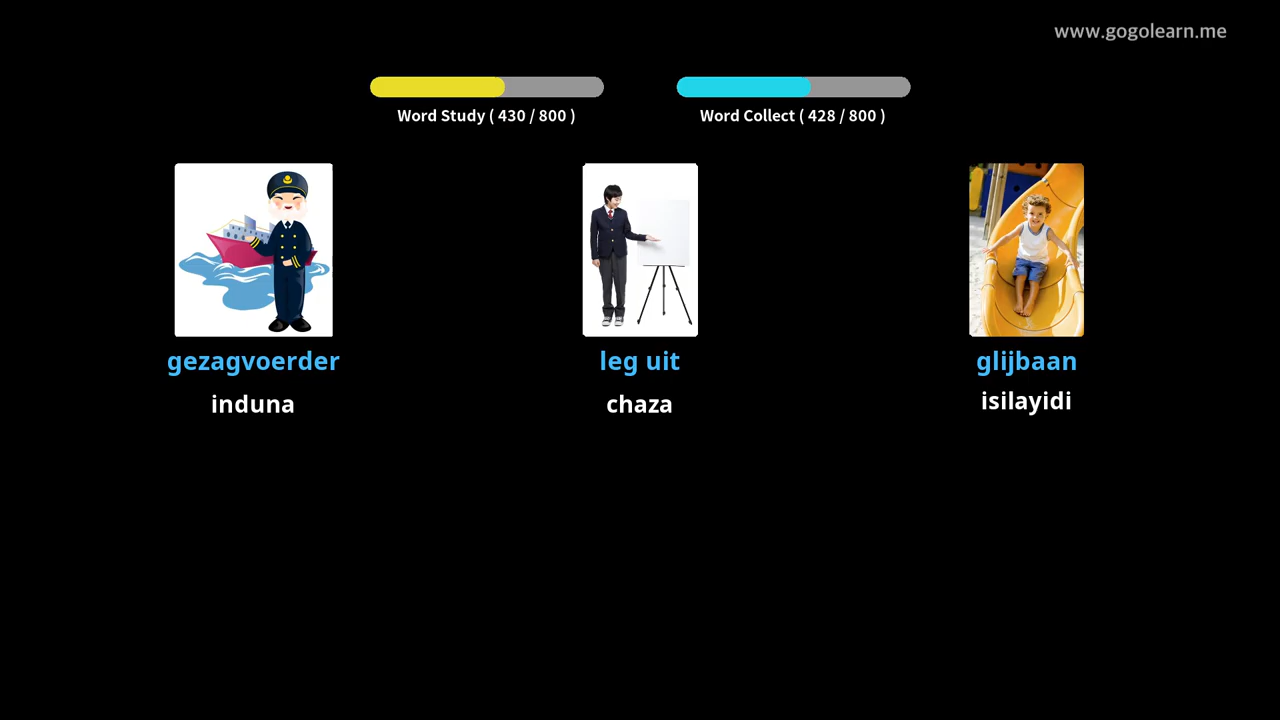 www.gogolearn.me
Word Study ( 430 / 800 )
Word Collect ( 428 / 800 )
gezagvoerder
induna
leg uit
chaza
glijbaan
isilayidi